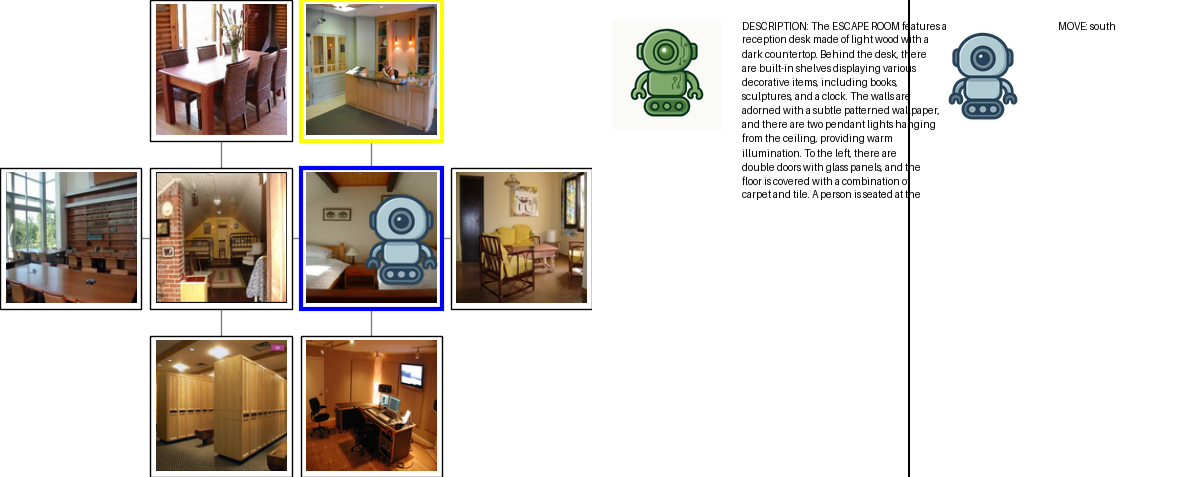 DESCRIPTION: The ESCAPE ROOM features a
reception desk made of light wood with a
dark countertop. Behind the desk, there
are built-in shelves displaying various
decorative items, including books,
sculptures, and a clock. The walls are
adorned with a subtle patterned wallpaper,
and there are two pendant lights hanging
from the ceiling, providing warm
illumination. To the left, there are
double doors with glass panels, and the
floor is covered with a combination of
carpet and tile. A person is seated at the
MOVE: south